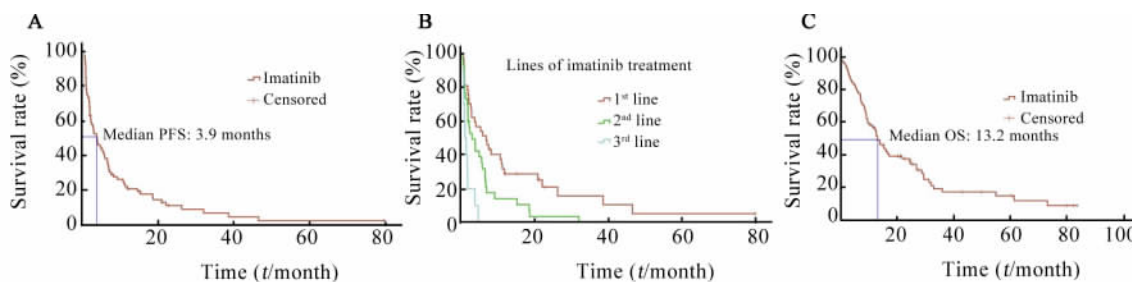 A
Survival rate (%)
100
80
60
40
20
0
Imatinib
Censored
Median PFS: 3.9 months
20
40
60
80
Time (t/month)
B
Survival rate (%)
100
80
60
40
20
0
Lines of imatinib treatment
1st line
2nd line
3rd line
20
40
60
80
Time (t/month)
C
Survival rate (%)
100
80
60
40
20
0
Imatinib
Censored
Median OS: 13.2 months
20
40
60
80
100
Time (t/month)